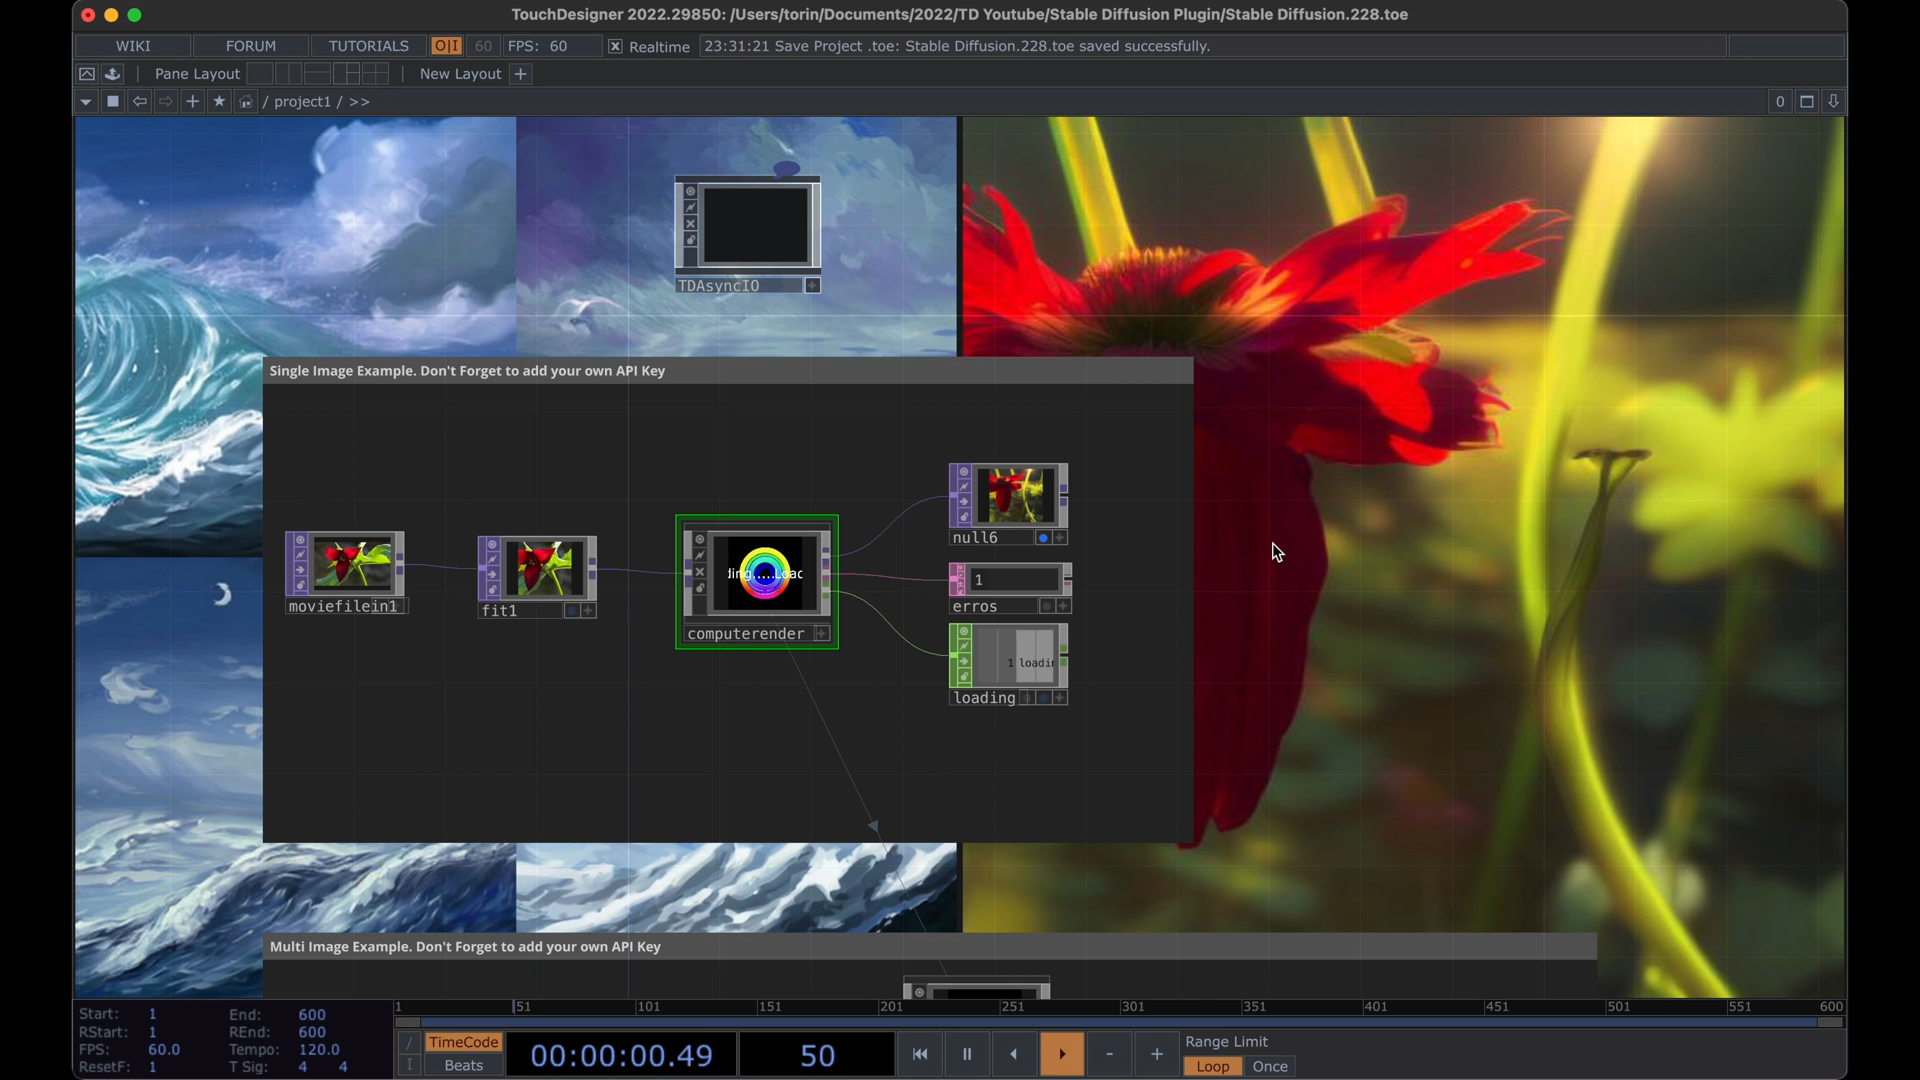 TouchDesigner 2022.29850: /Users/torin/Documents/2022/TD Youtube/Stable Diffusion Plugin/Stable Diffusion.228.toe
WIKI FORUM TUTORIALS O|I 60 FPS: 60 Realtime 23:31:21 Save Project .toe: Stable Diffusion.228.toe saved successfully.
Pane Layout New Layout +
/ project1 / >> 0
TDAsyncIO
Single Image Example. Don't Forget to add your own API Key
null6
ding.....Load
1
moviefilein1
fit1
erros
computerender
1 loadin
loading
Multi Image Example. Don't Forget to add your own API Key
1 51 101 151 201 251 301 351 401 451 501 551 600
Start: 1 End: 600
RStart: 1 REnd: 600
FPS: 60.0 Tempo: 120.0
ResetF: 1 T Sig: 4 4
TimeCode
Beats
00:00:00.49
50
- +
Range Limit
Loop Once